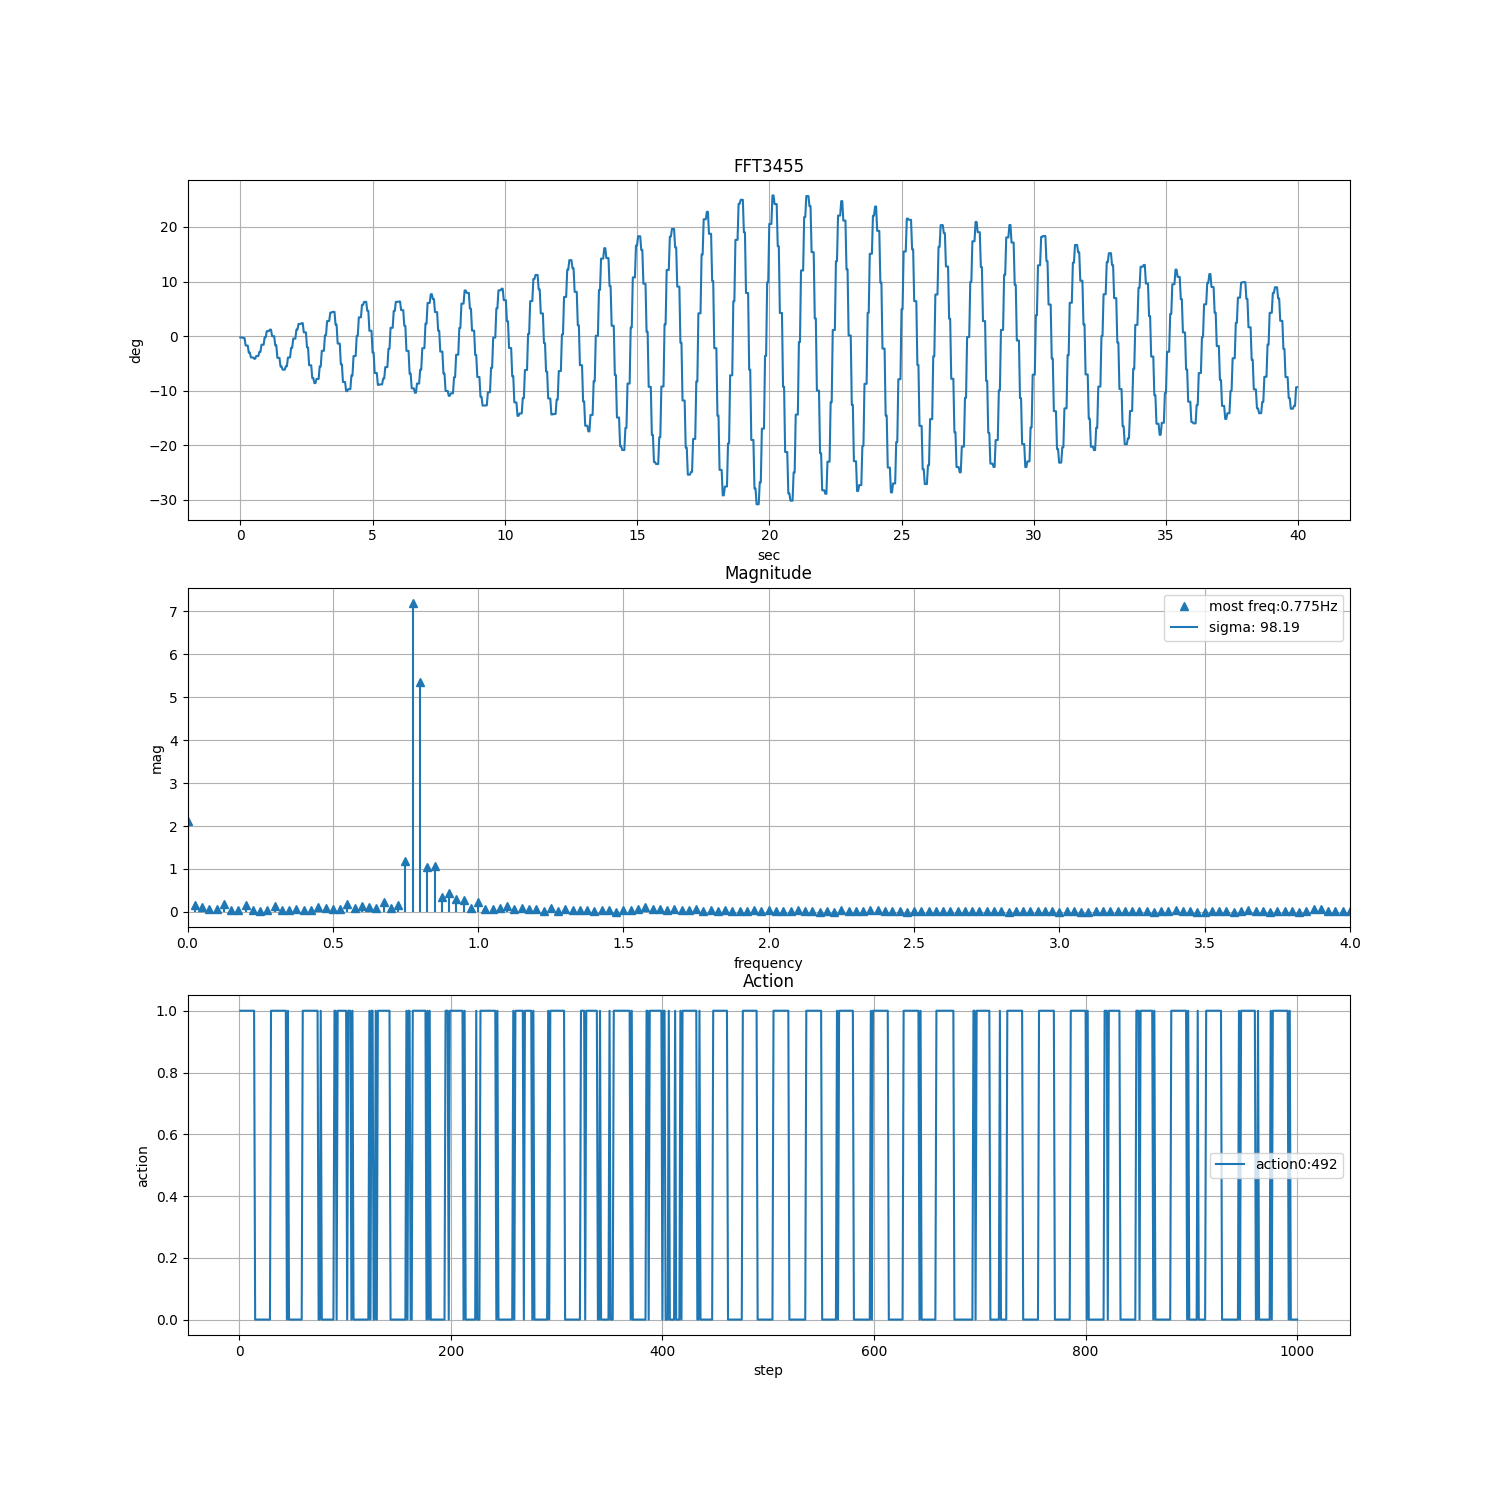 FFT3455
20
10
0
−10
−20
−30
deg
0 5 10 15 20 25 30 35 40
sec
Magnitude
7
6
5
4
3
2
1
0
mag
most freq:0.775Hz
sigma: 98.19
0.0 0.5 1.0 1.5 2.0 2.5 3.0 3.5 4.0
frequency
Action
1.0
0.8
0.6
0.4
0.2
0.0
action
action0:492
0 200 400 600 800 1000
step